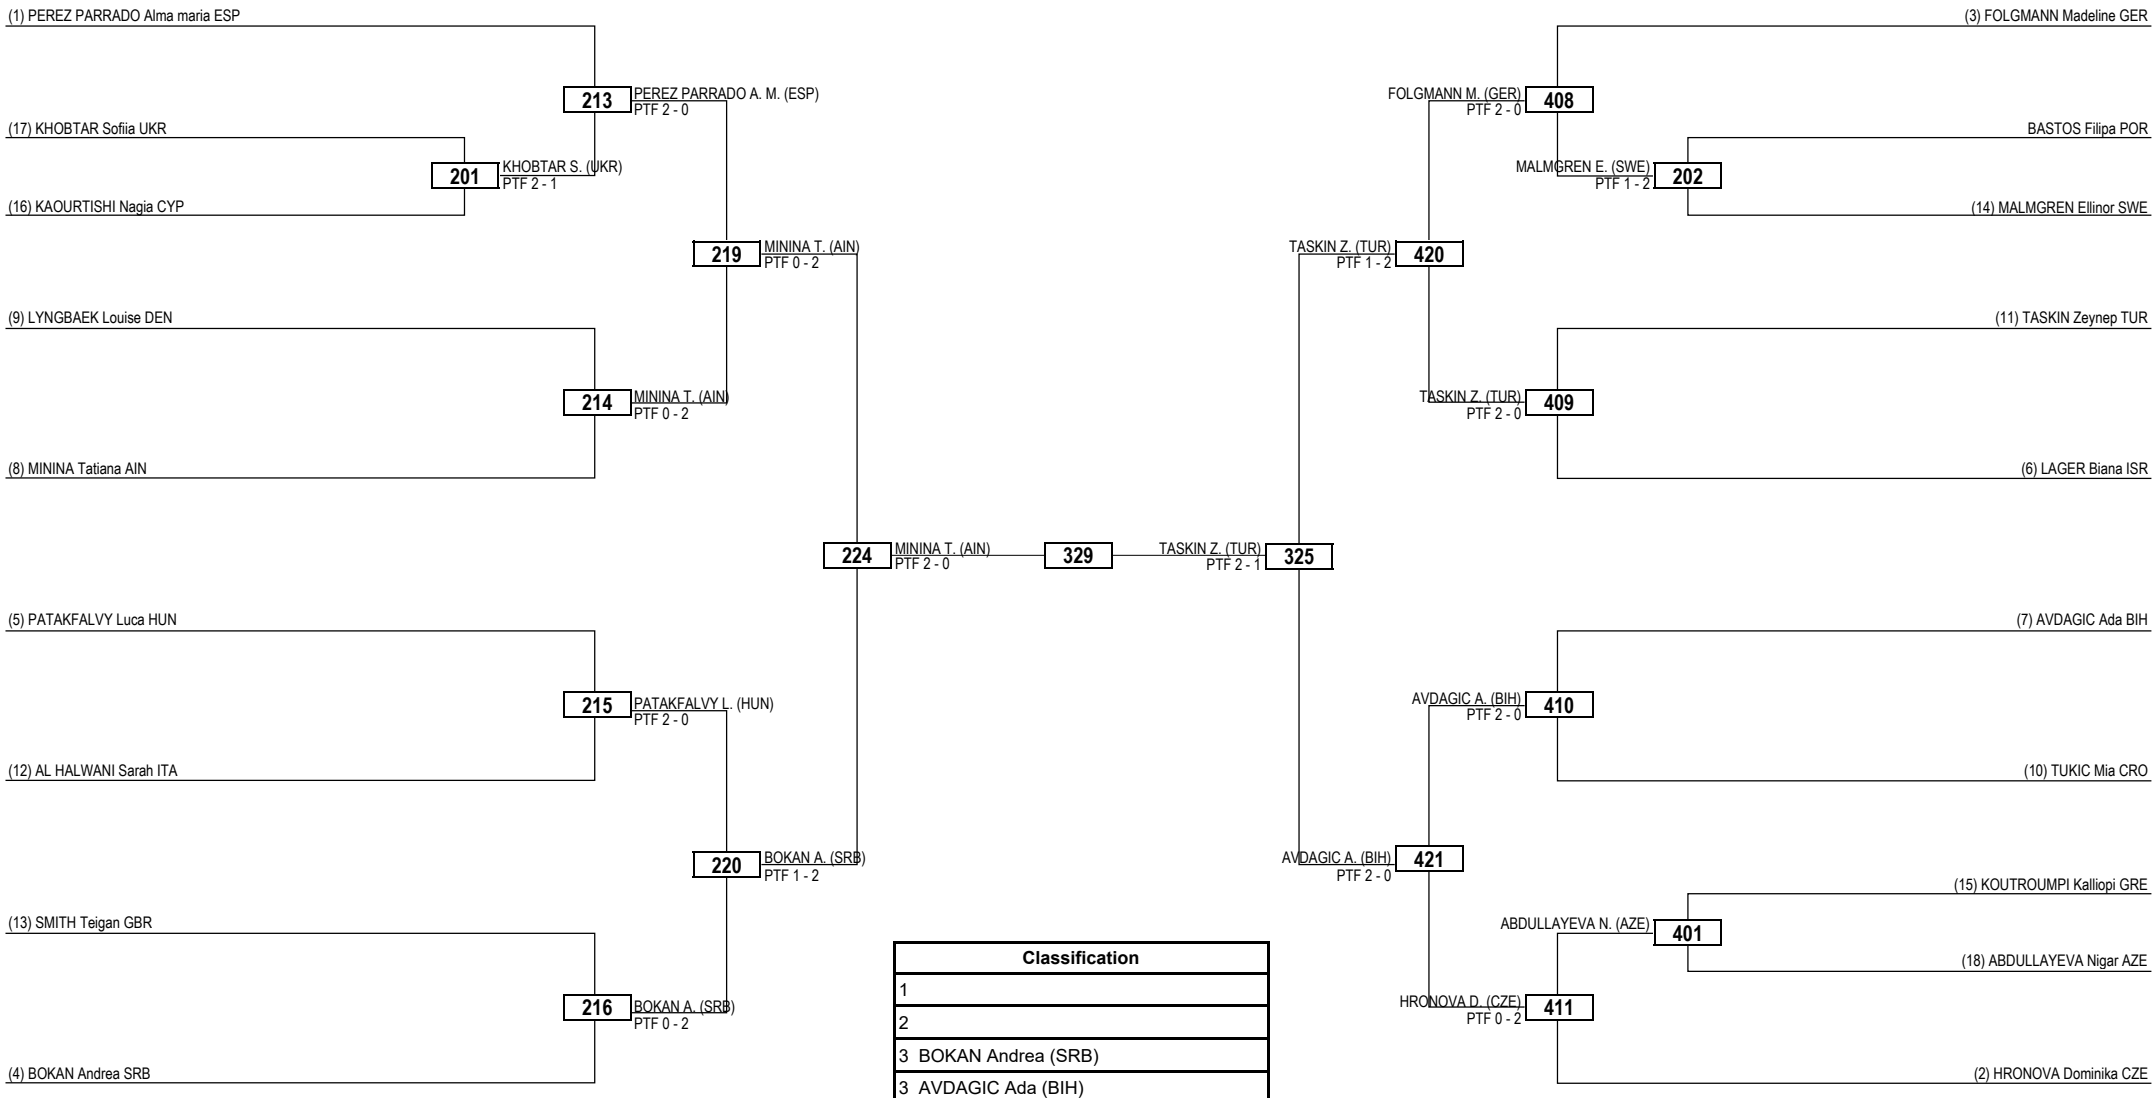 (1) PEREZ PARRADO Alma maria ESP
(3) FOLGMANN Madeline GER
213
PEREZ PARRADO A. M. (ESP)
PTF 2 - 0
FOLGMANN M. (GER)
PTF 2 - 0
408
(17) KHOBTAR Sofiia UKR
BASTOS Filipa POR
201
KHOBTAR S. (UKR)
PTF 2 - 1
MALMGREN E. (SWE)
PTF 1 - 2
202
(16) KAOURTISHI Nagia CYP
(14) MALMGREN Ellinor SWE
219
MININA T. (AIN)
PTF 0 - 2
TASKIN Z. (TUR)
PTF 1 - 2
420
(9) LYNGBAEK Louise DEN
(11) TASKIN Zeynep TUR
214
MININA T. (AIN)
PTF 0 - 2
TASKIN Z. (TUR)
PTF 2 - 0
409
(8) MININA Tatiana AIN
(6) LAGER Biana ISR
224
MININA T. (AIN)
PTF 2 - 0
329
TASKIN Z. (TUR)
PTF 2 - 1
325
(5) PATAKFALVY Luca HUN
(7) AVDAGIC Ada BIH
215
PATAKFALVY L. (HUN)
PTF 2 - 0
AVDAGIC A. (BIH)
PTF 2 - 0
410
(12) AL HALWANI Sarah ITA
(10) TUKIC Mia CRO
220
BOKAN A. (SRB)
PTF 1 - 2
AVDAGIC A. (BIH)
PTF 2 - 0
421
(15) KOUTROUMPI Kalliopi GRE
(13) SMITH Teigan GBR
ABDULLAYEVA N. (AZE)
401
(18) ABDULLAYEVA Nigar AZE
216
BOKAN A. (SRB)
PTF 0 - 2
HRONOVA D. (CZE)
PTF 0 - 2
411
(4) BOKAN Andrea SRB
(2) HRONOVA Dominika CZE
Classification
1
2
3 BOKAN Andrea (SRB)
3 AVDAGIC Ada (BIH)